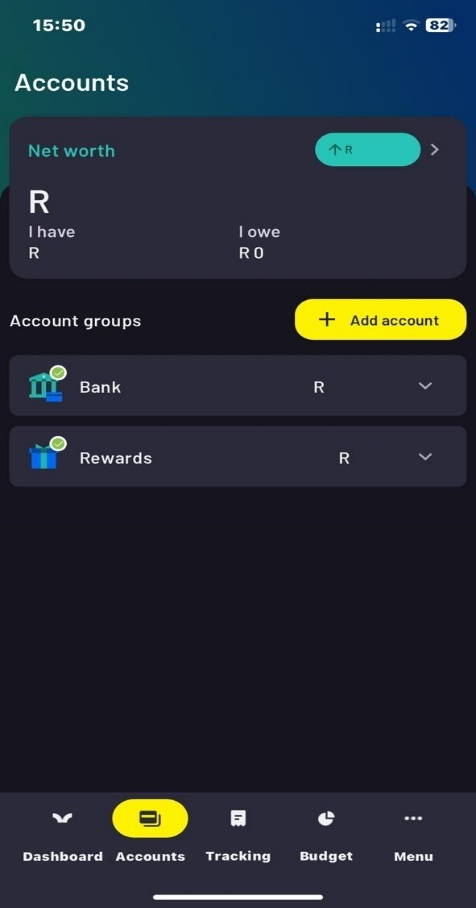 15:50
82
Accounts
Net worth
R
R
I have
I owe
R
R 0
Account groups
+ Add account
Bank
R
Rewards
R
Dashboard
Accounts
Tracking
Budget
Menu